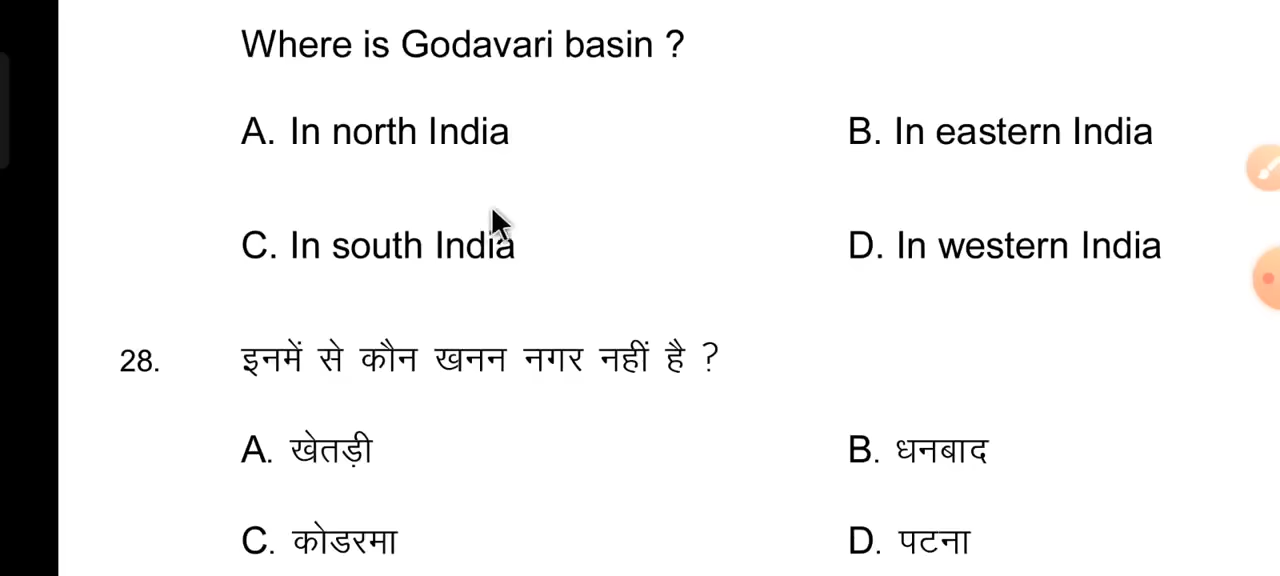 Where is Godavari basin ?
A. In north India B. In eastern India
C. In south India D. In western India
28. इनमें से कौन खनन नगर नहीं है ?
A. खेतड़ी B. धनबाद
C. कोडरमा D. पटना